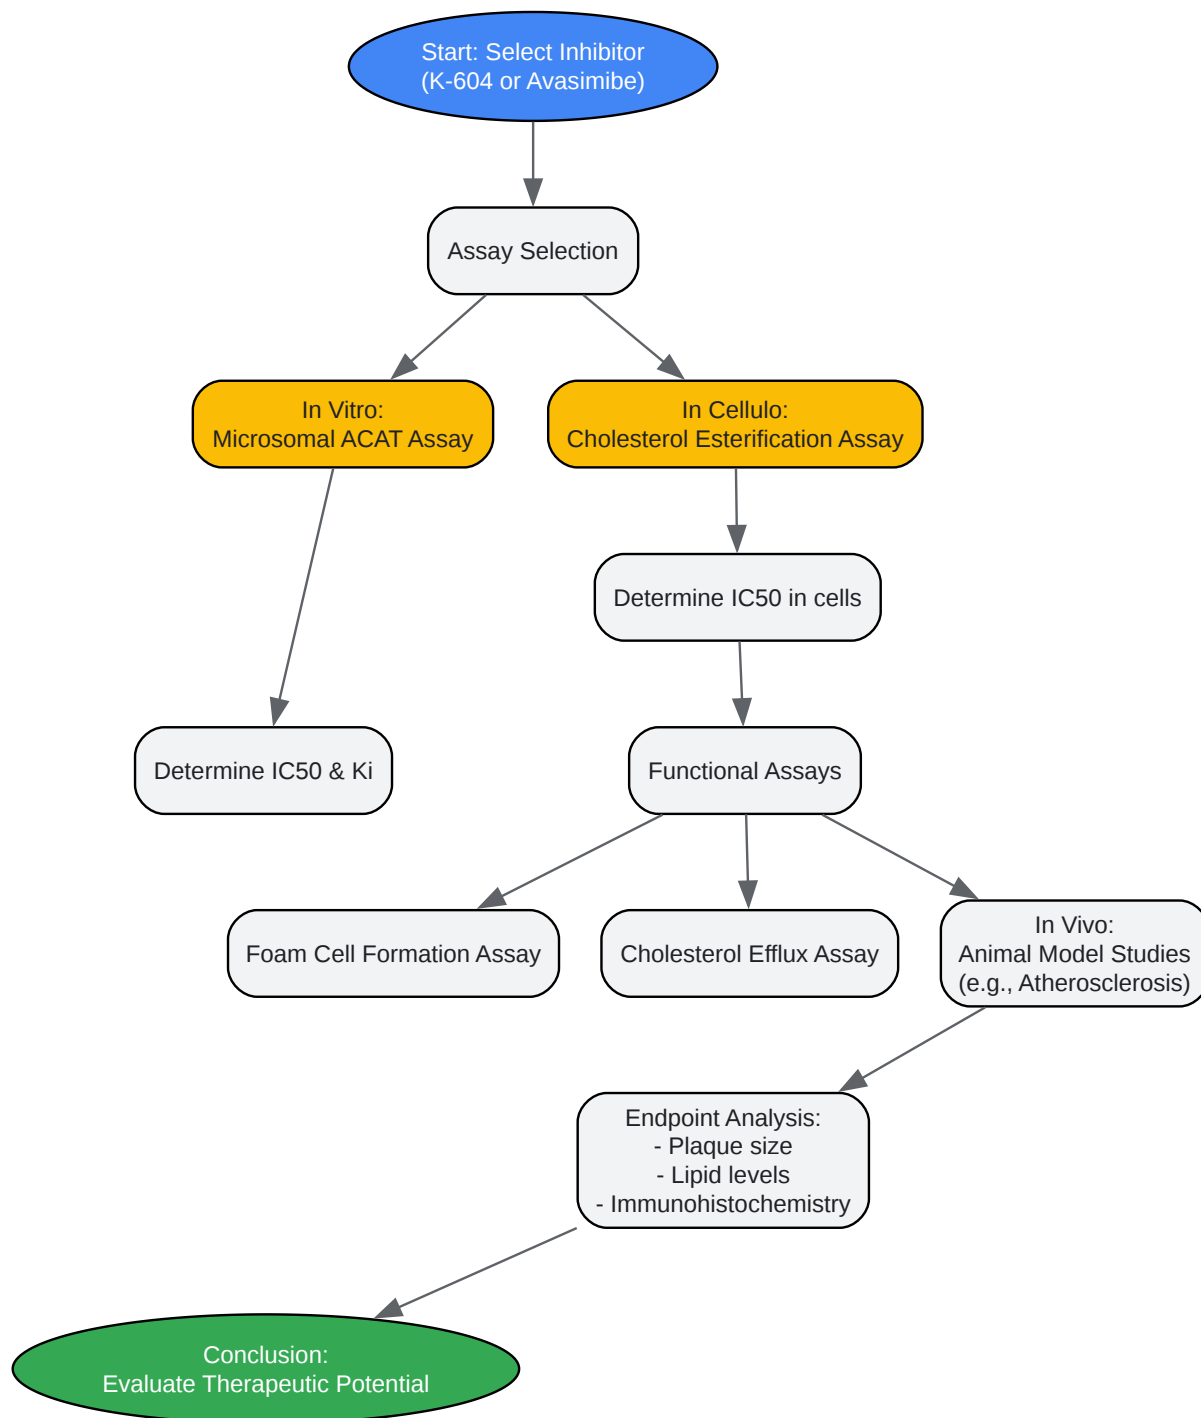 Start: Select Inhibitor
(K-604 or Avasimibe)
Assay Selection
In Vitro:
Microsomal ACAT Assay
In Cellulo:
Cholesterol Esterification Assay
Determine IC50 in cells
Determine IC50 & Ki
Functional Assays
Foam Cell Formation Assay
Cholesterol Efflux Assay
In Vivo:
Animal Model Studies
(e.g., Atherosclerosis)
Endpoint Analysis:
- Plaque size
- Lipid levels
- Immunohistochemistry
Conclusion:
Evaluate Therapeutic Potential